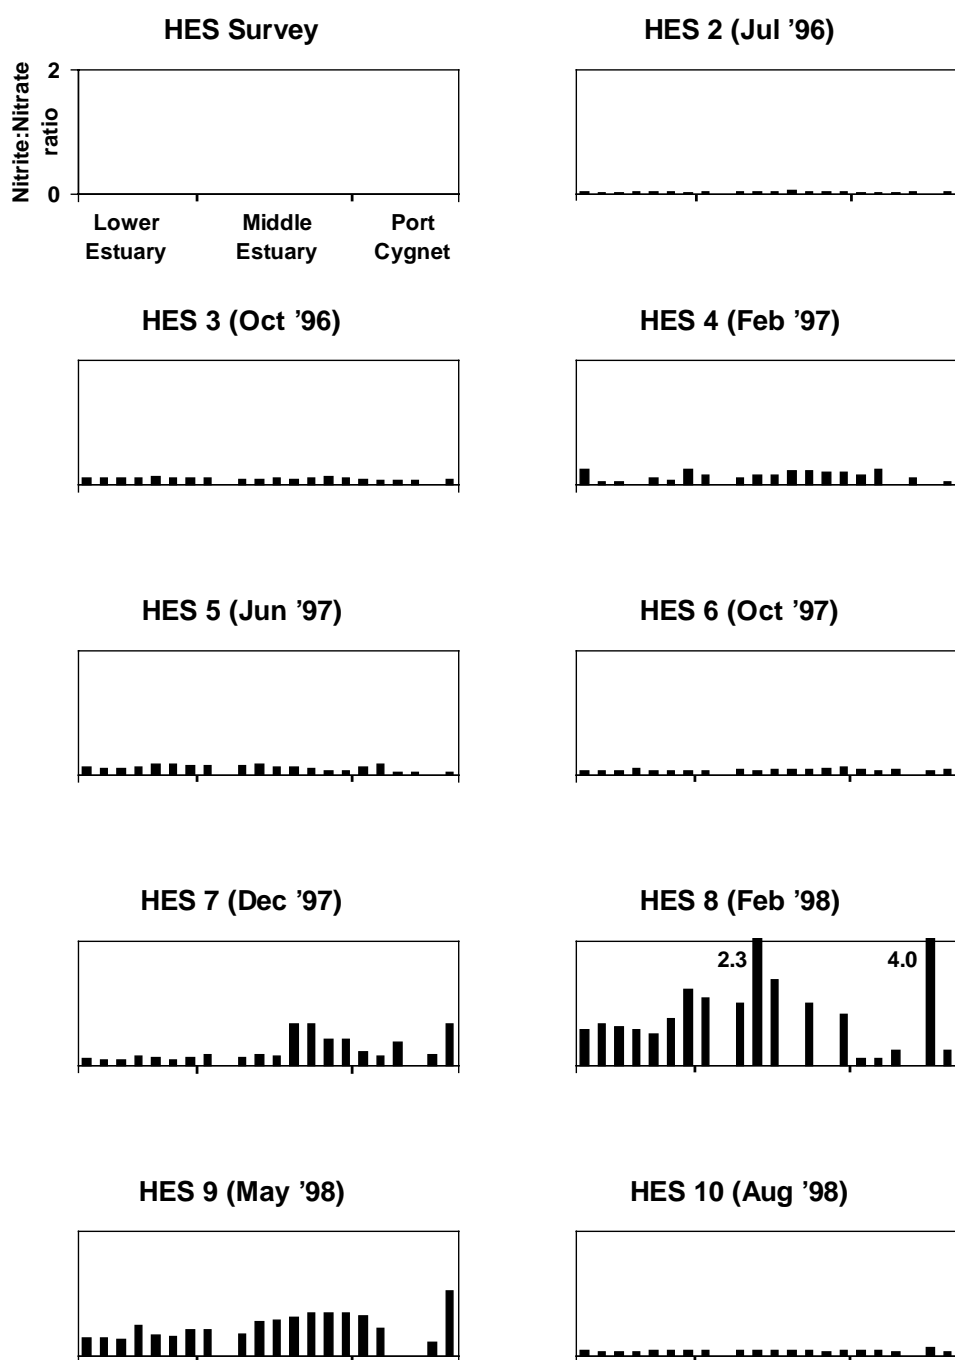 HES Survey
HES 2 (Jul '96)
Nitrite:Nitrate
ratio
2
0
Lower
Estuary
Middle
Estuary
Port
Cygnet
HES 3 (Oct '96)
HES 4 (Feb '97)
HES 5 (Jun '97)
HES 6 (Oct '97)
HES 7 (Dec '97)
HES 8 (Feb '98)
2.3
4.0
HES 9 (May '98)
HES 10 (Aug '98)